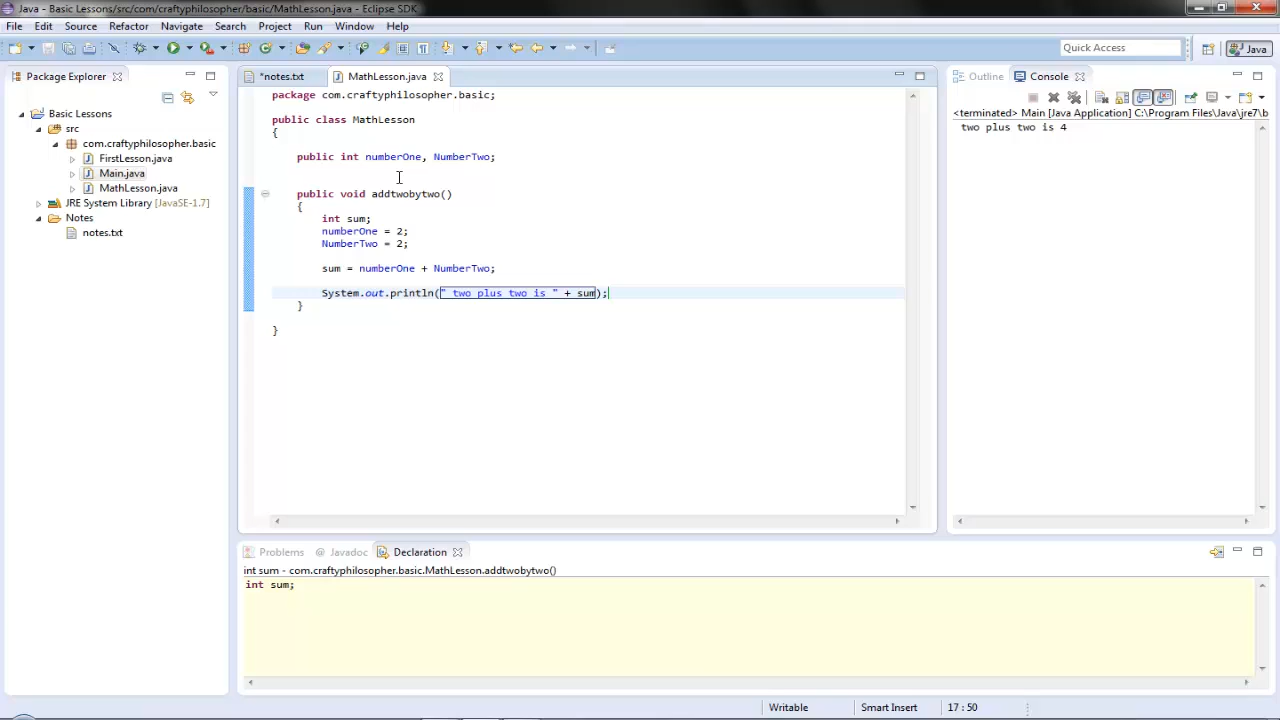 Java - Basic Lessons/src/com/craftyphilosopher/basic/MathLesson.java - Eclipse SDK
File Edit Source Refactor Navigate Search Project Run Window Help
Quick Access
Java
Package Explorer
Basic Lessons
src
com.craftyphilosopher.basic
FirstLesson.java
Main.java
MathLesson.java
JRE System Library [JavaSE-1.7]
Notes
notes.txt
*notes.txt MathLesson.java
package com.craftyphilosopher.basic;
public class MathLesson
{
public int numberOne, NumberTwo;
public void addtwobytwo()
{
int sum;
numberOne = 2;
NumberTwo = 2;
sum = numberOne + NumberTwo;
System.out.println(" two plus two is " + sum);
}
}
Outline Console
<terminated> Main [Java Application] C:\Program Files\Java\jre7\b
two plus two is 4
Problems @ Javadoc Declaration
int sum - com.craftyphilosopher.basic.MathLesson.addtwobytwo()
int sum;
Writable Smart Insert 17 : 50